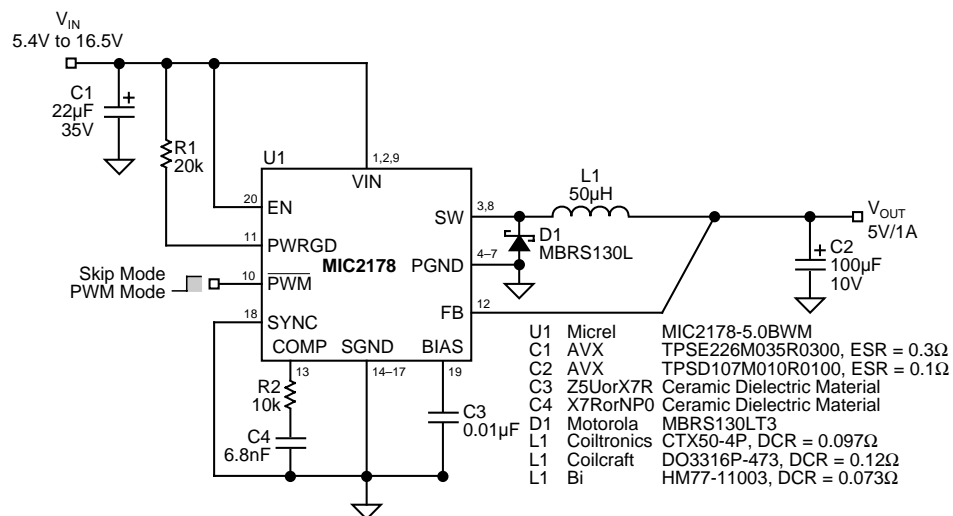 VIN
5.4V to 16.5V
C1
22µF
35V
R1
20k
U1
1,2,9
VIN
20
EN
11
PWRGD
Skip Mode
PWM Mode
10
PWM
MIC2178
18
SYNC
COMP
SGND
BIAS
SW
3,8
PGND
4–7
FB
12
L1
50µH
D1
MBRS130L
VOUT
5V/1A
C2
100µF
10V
13
14–17
19
R2
10k
C4
6.8nF
C3
0.01µF
U1 Micrel MIC2178-5.0BWM
C1 AVX TPSE226M035R0300, ESR = 0.3Ω
C2 AVX TPSD107M010R0100, ESR = 0.1Ω
C3 Z5UorX7R Ceramic Dielectric Material
C4 X7RorNP0 Ceramic Dielectric Material
D1 Motorola MBRS130LT3
L1 Coiltronics CTX50-4P, DCR = 0.097Ω
L1 Coilcraft DO3316P-473, DCR = 0.12Ω
L1 Bi HM77-11003, DCR = 0.073Ω